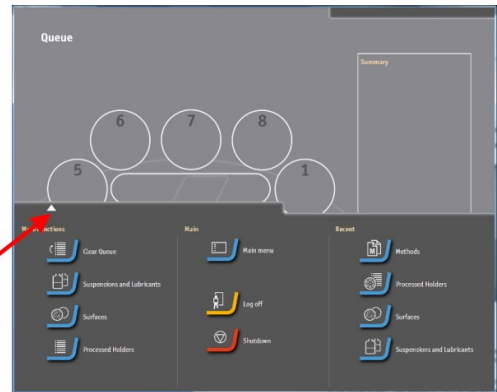 Queue
Summary
6 7 8
5 1
Main
Recent
Clear Queue
Main menu
Methods
Suspensions and Lubricants
Processed Holders
Log off
Surfaces
Surfaces
Shutdown
Processed Holders
Suspensions and Lubricants